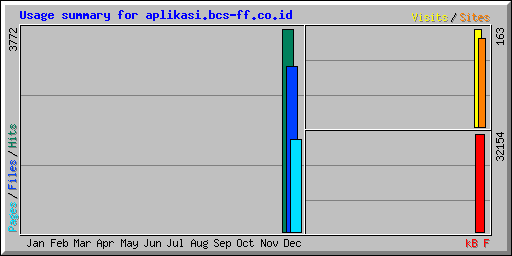 Usage summary for aplikasi.bcs-ff.co.id
Visits/Sites
3772
163
32154
Pages/Files/Hits
Jan Feb Mar Apr May Jun Jul Aug Sep Oct Nov Dec
kB F